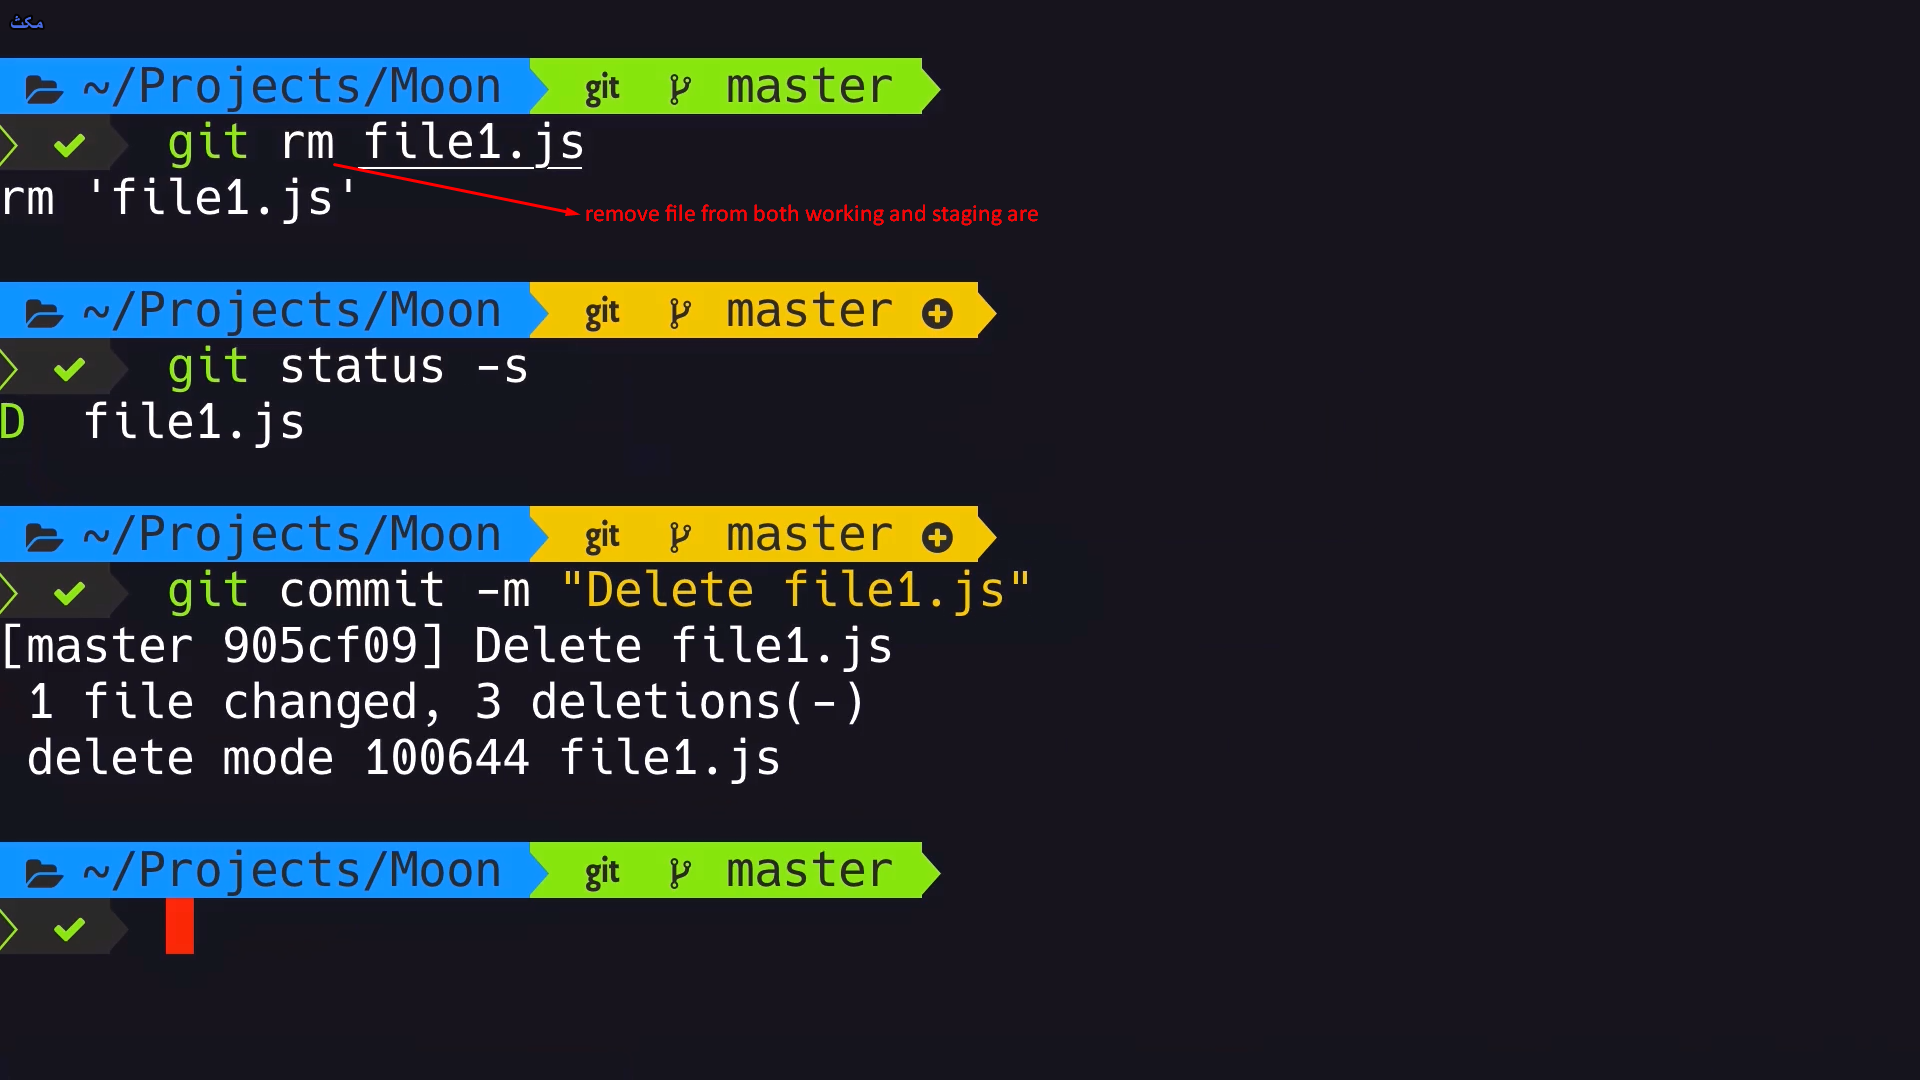 مکث
~/Projects/Moon git master
git rm file1.js
rm 'file1.js'
remove file from both working and staging are
~/Projects/Moon git master
git status -s
D file1.js
~/Projects/Moon git master
git commit -m "Delete file1.js"
[master 905cf09] Delete file1.js
1 file changed, 3 deletions(-)
delete mode 100644 file1.js
~/Projects/Moon git master